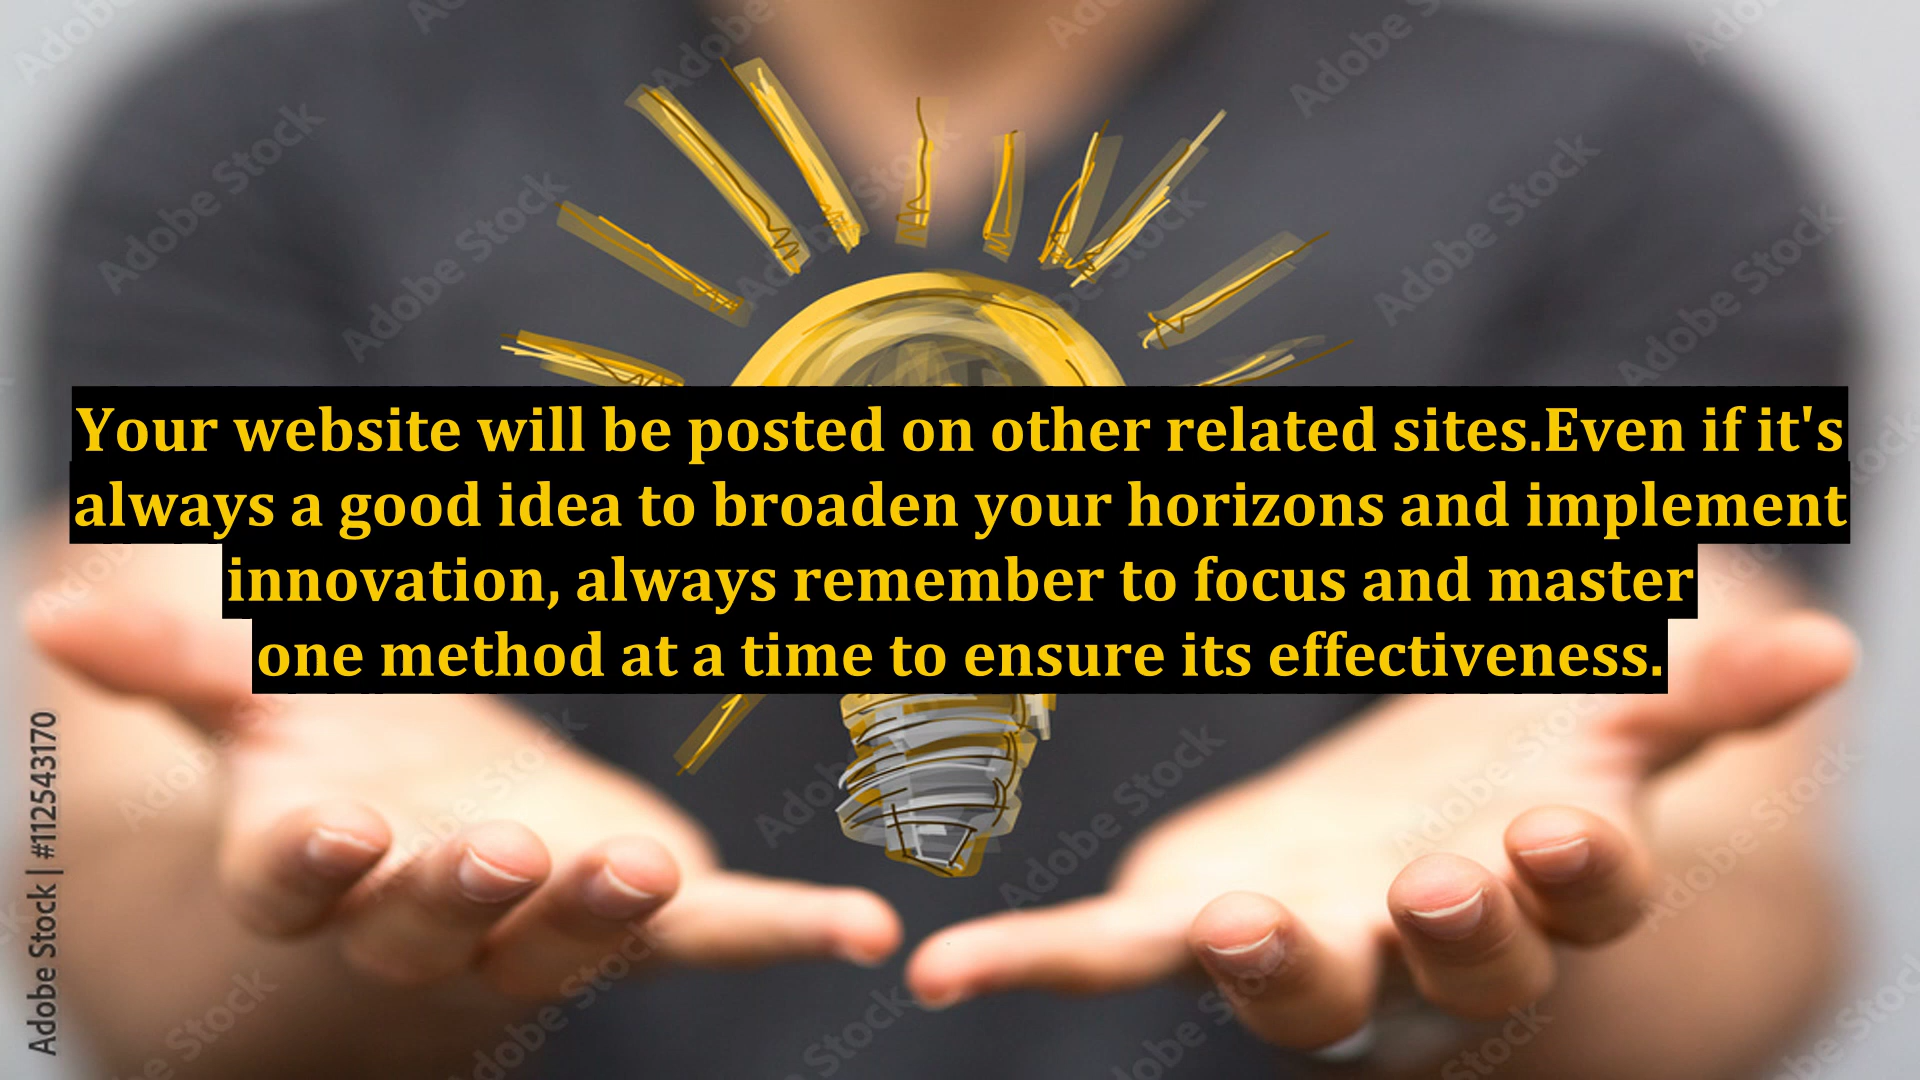 Your website will be posted on other related sites.Even if it's
always a good idea to broaden your horizons and implement
innovation, always remember to focus and master
one method at a time to ensure its effectiveness.
Adobe Stock | #112543170
Adobe Stock